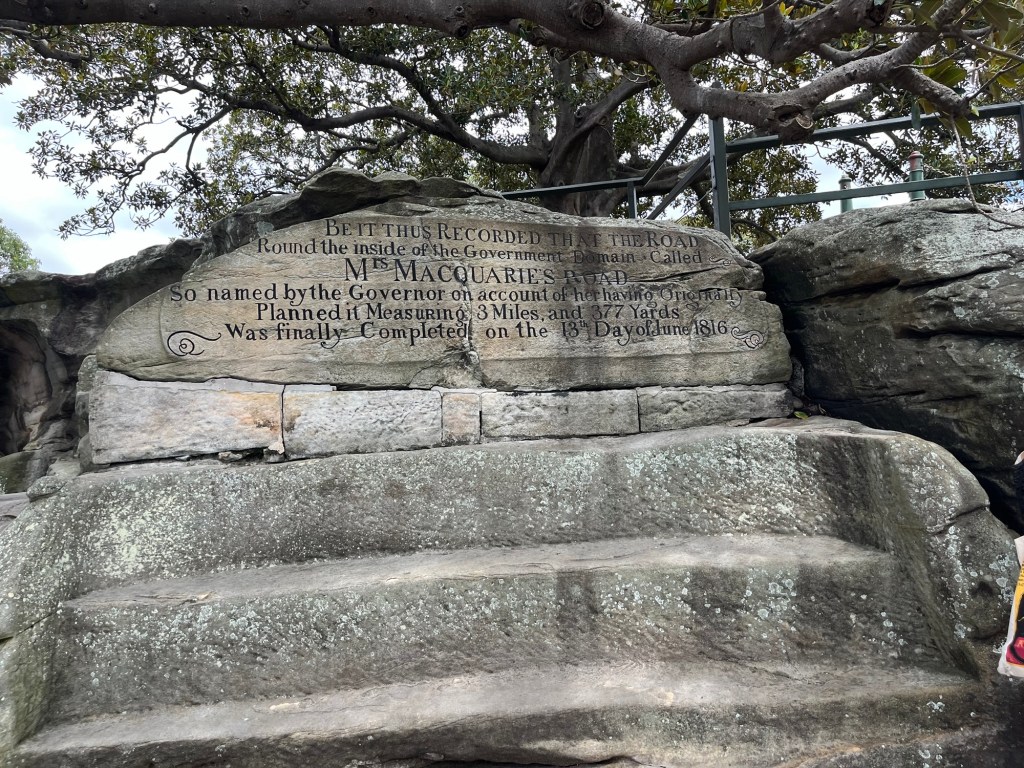 BE IT THUS RECORDED THAT THE ROAD
Round the inside of the Government Domain Called
MRS MACQUARIE'S ROAD
So named by the Governor on account of her having Originally
Planned it Measuring 3 Miles, and 377 Yards
Was finally Completed on the 13th Day of June 1816